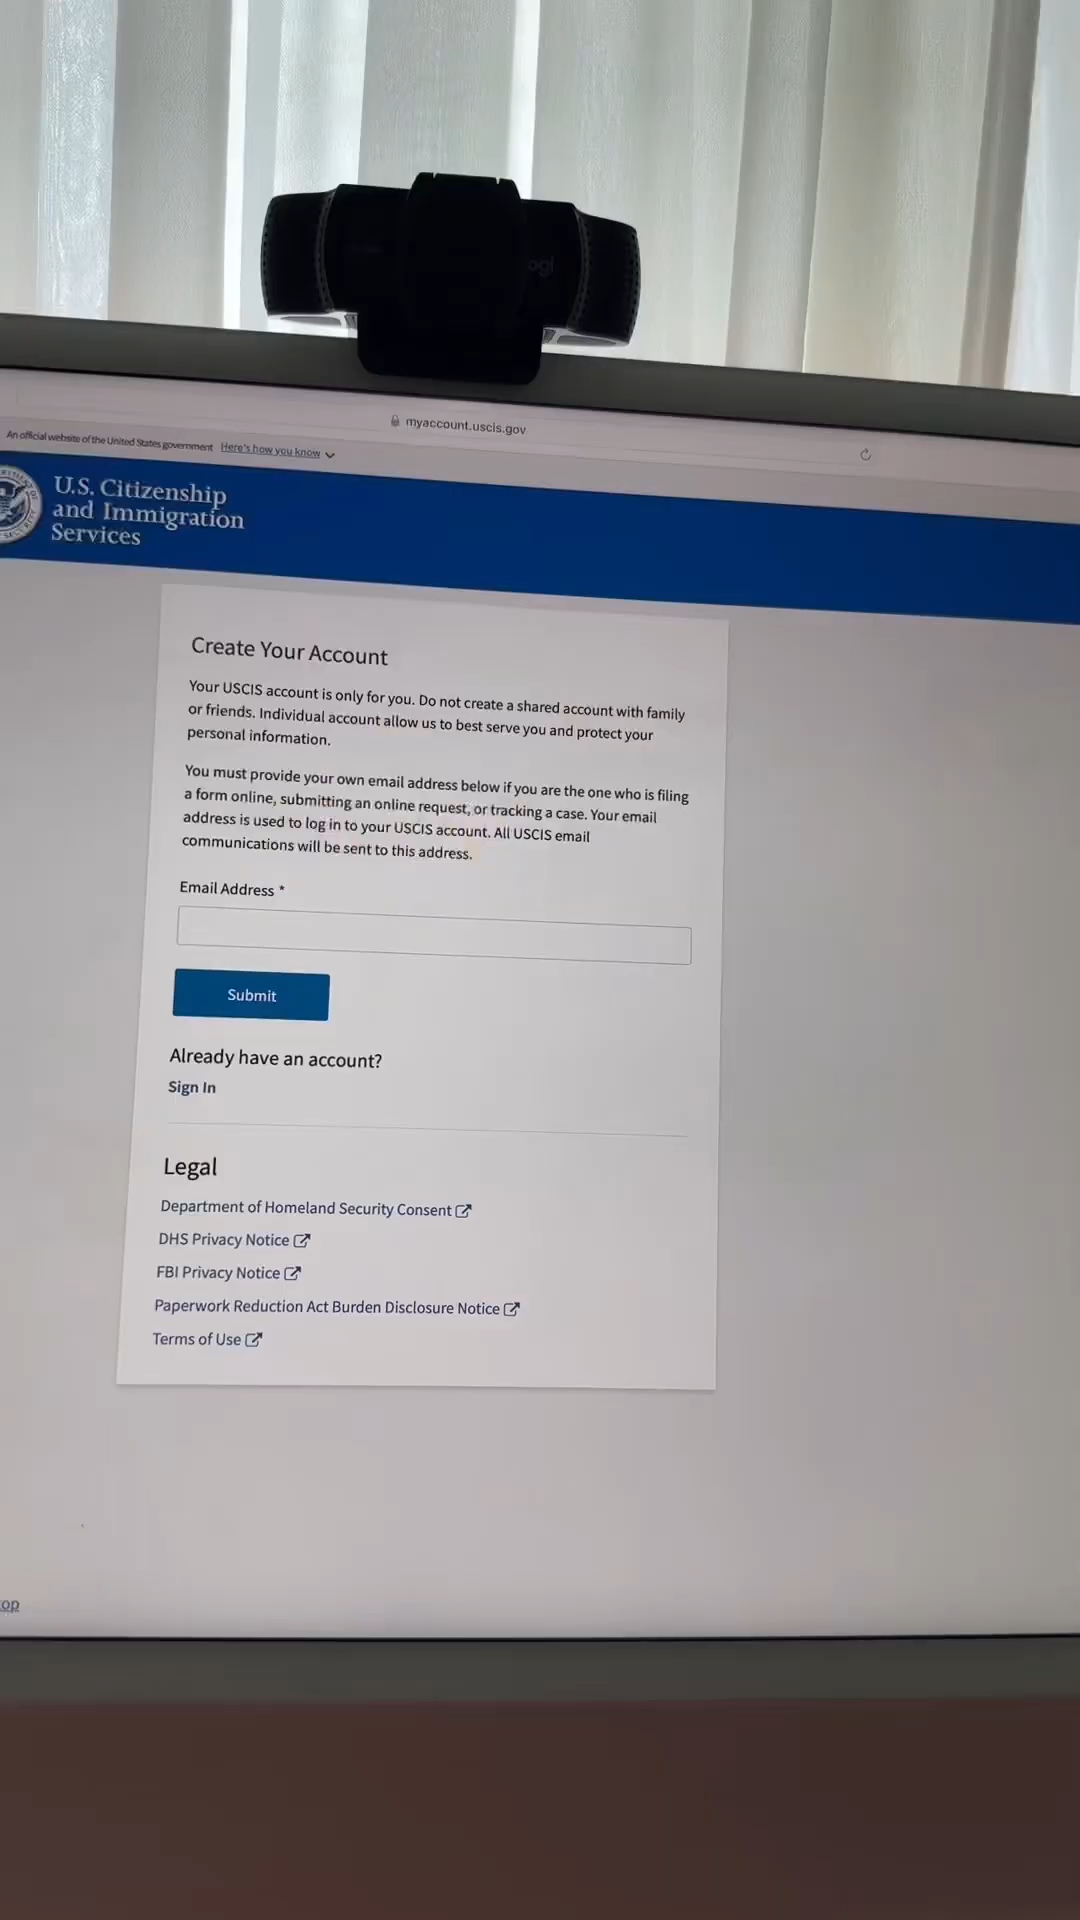 ogi
myaccount.uscis.gov
An official website of the United States government Here's how you know
U.S. Citizenship
and Immigration
Services
Create Your Account
Your USCIS account is only for you. Do not create a shared account with family
or friends. Individual account allow us to best serve you and protect your
personal information.
You must provide your own email address below if you are the one who is filing
a form online, submitting an online request, or tracking a case. Your email
address is used to log in to your USCIS account. All USCIS email
communications will be sent to this address.
Email Address *
Submit
Already have an account?
Sign In
Legal
Department of Homeland Security Consent
DHS Privacy Notice
FBI Privacy Notice
Paperwork Reduction Act Burden Disclosure Notice
Terms of Use
op